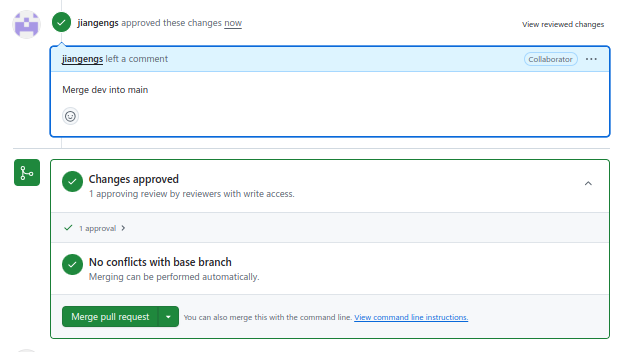 jiangengs approved these changes now
View reviewed changes
jiangengs left a comment
Collaborator
Merge dev into main
Changes approved
1 approving review by reviewers with write access.
1 approval
No conflicts with base branch
Merging can be performed automatically.
Merge pull request
You can also merge this with the command line. View command line instructions.